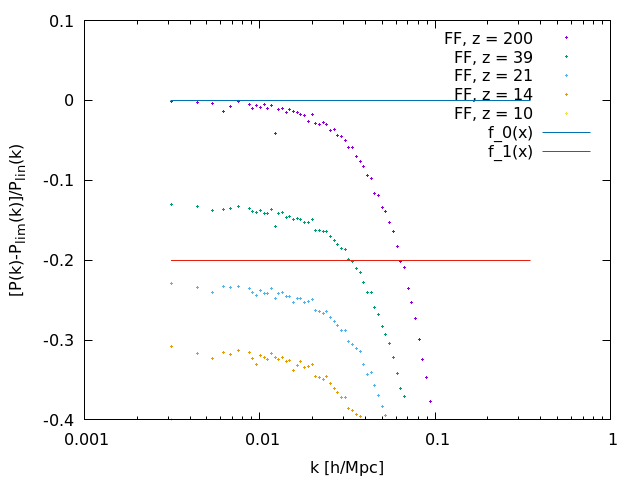 0.1
0
-0.1
-0.2
-0.3
-0.4
[P(k)-P_lim(k)]/P_lin(k)
FF, z = 200
FF, z = 39
FF, z = 21
FF, z = 14
FF, z = 10
f_0(x)
f_1(x)
0.001
0.01
0.1
1
k [h/Mpc]